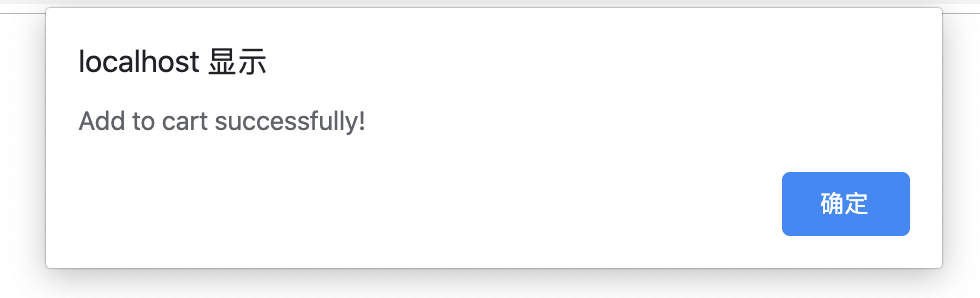 localhost 显示
Add to cart successfully!
确定